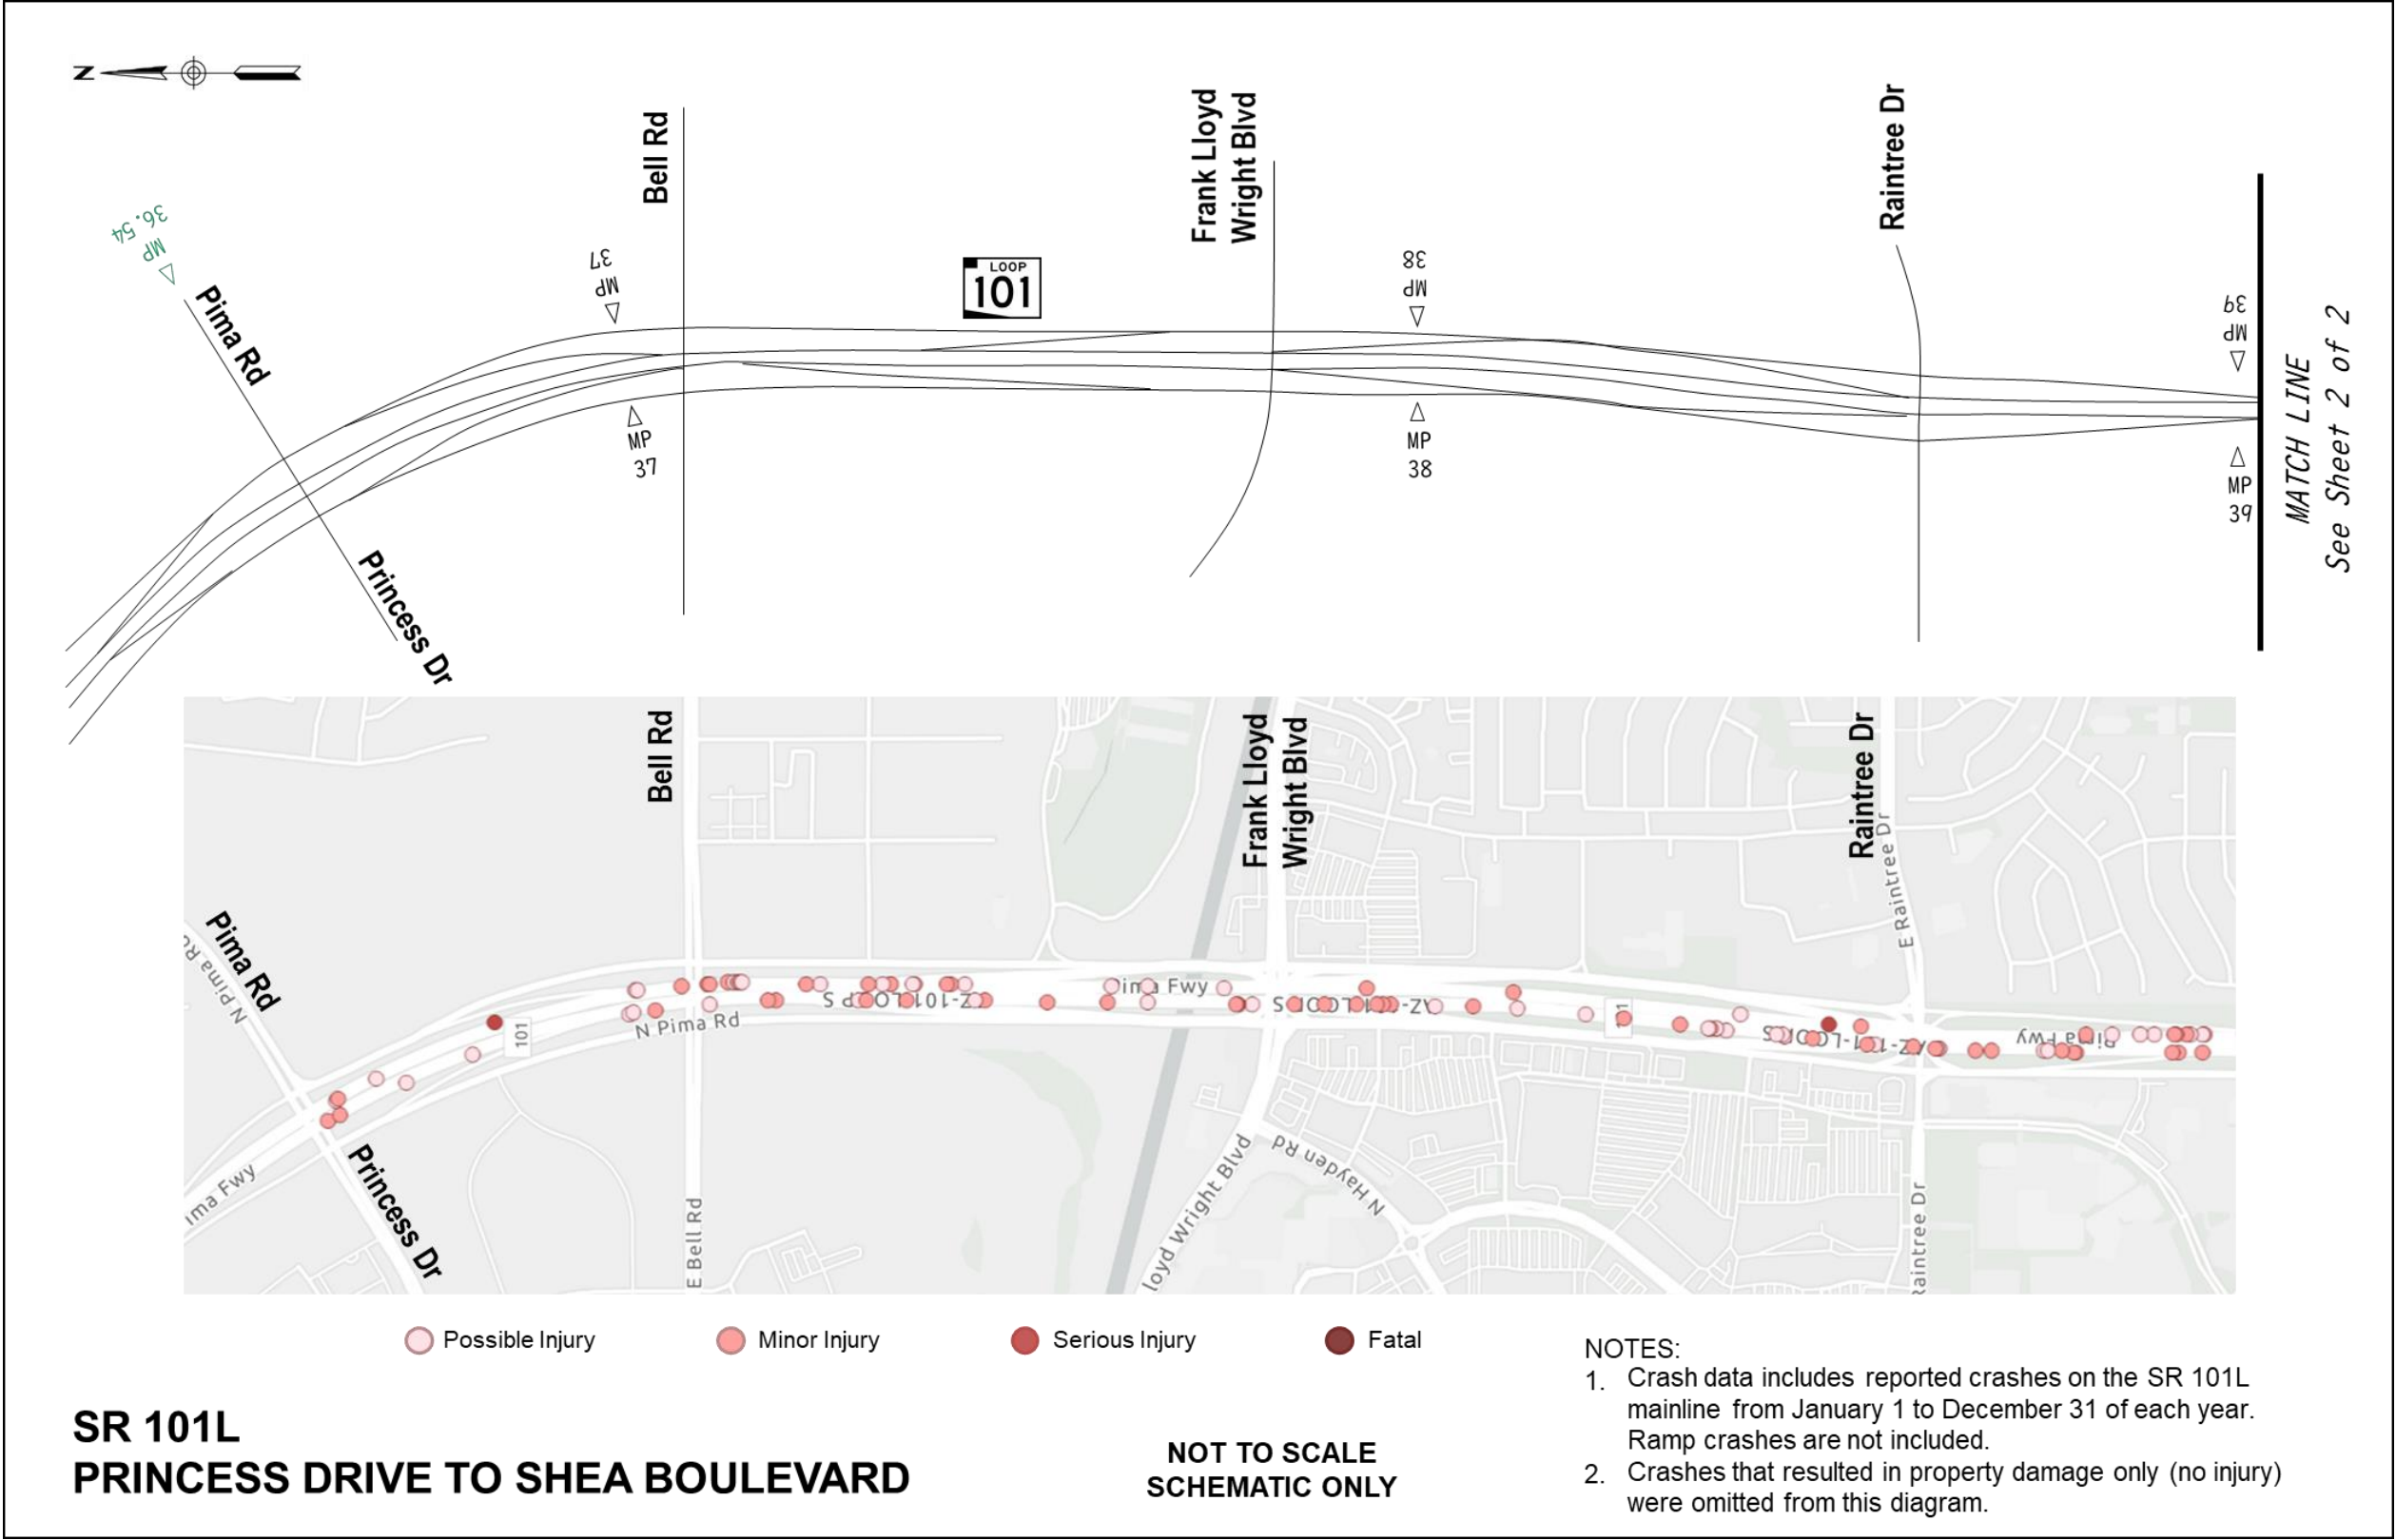 N
Bell Rd
Frank Lloyd
Wright Blvd
Raintree Dr
MP
36.54
Pima Rd
Princess Dr
MP
37
LOOP
101
MP
38
MP
39
MP
37
MP
38
MP
39
MATCH LINE
See Sheet 2 of 2
Bell Rd
Frank Lloyd
Wright Blvd
Raintree Dr
E Raintree Dr
Pima Rd
N Pima Rd
101
N Pima Rd
Pima Fwy
101
Pima Fwy
Princess Dr
ima Fwy
E Bell Rd
loyd Wright Blvd
N Hayden Rd
Raintree Dr
Possible Injury
Minor Injury
Serious Injury
Fatal
SR 101L
PRINCESS DRIVE TO SHEA BOULEVARD
NOT TO SCALE
SCHEMATIC ONLY
NOTES:
1. Crash data includes reported crashes on the SR 101L
mainline from January 1 to December 31 of each year.
Ramp crashes are not included.
2. Crashes that resulted in property damage only (no injury)
were omitted from this diagram.